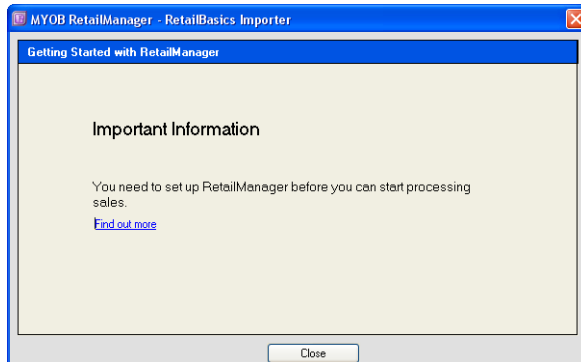 MYOB RetailManager - RetailBasics Importer
Getting Started with RetailManager
Important Information
You need to set up RetailManager before you can start processing
sales.
Find out more
Close